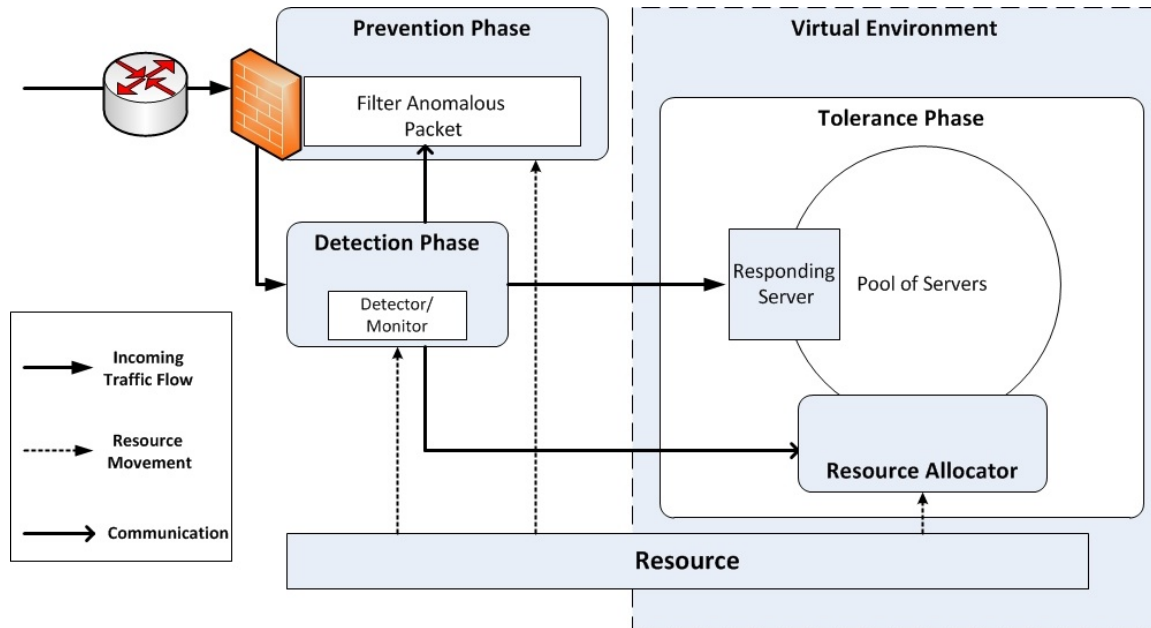 Prevention Phase
Filter Anomalous
Packet
Virtual Environment
Tolerance Phase
Detection Phase
Detector/
Monitor
Responding
Server
Pool of Servers
Resource Allocator
Incoming
Traffic Flow
Resource
Movement
Communication
Resource